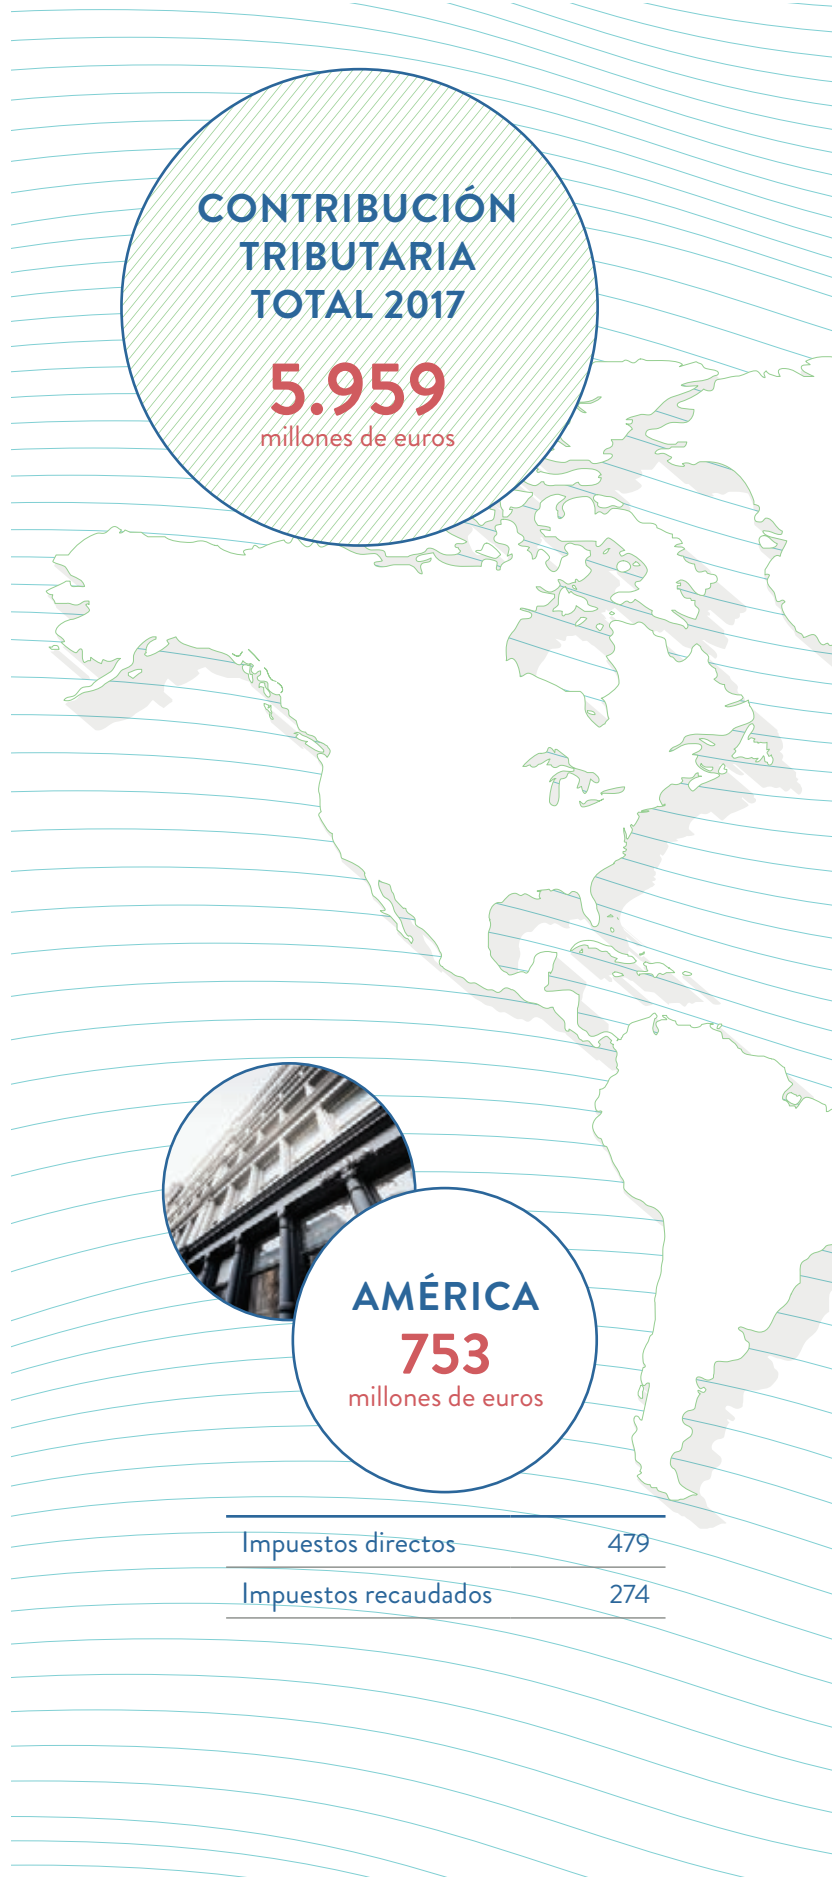 CONTRIBUCIÓN
TRIBUTARIA
TOTAL 2017
5.959
millones de euros
AMÉRICA
753
millones de euros
Impuestos directos 479
Impuestos recaudados 274